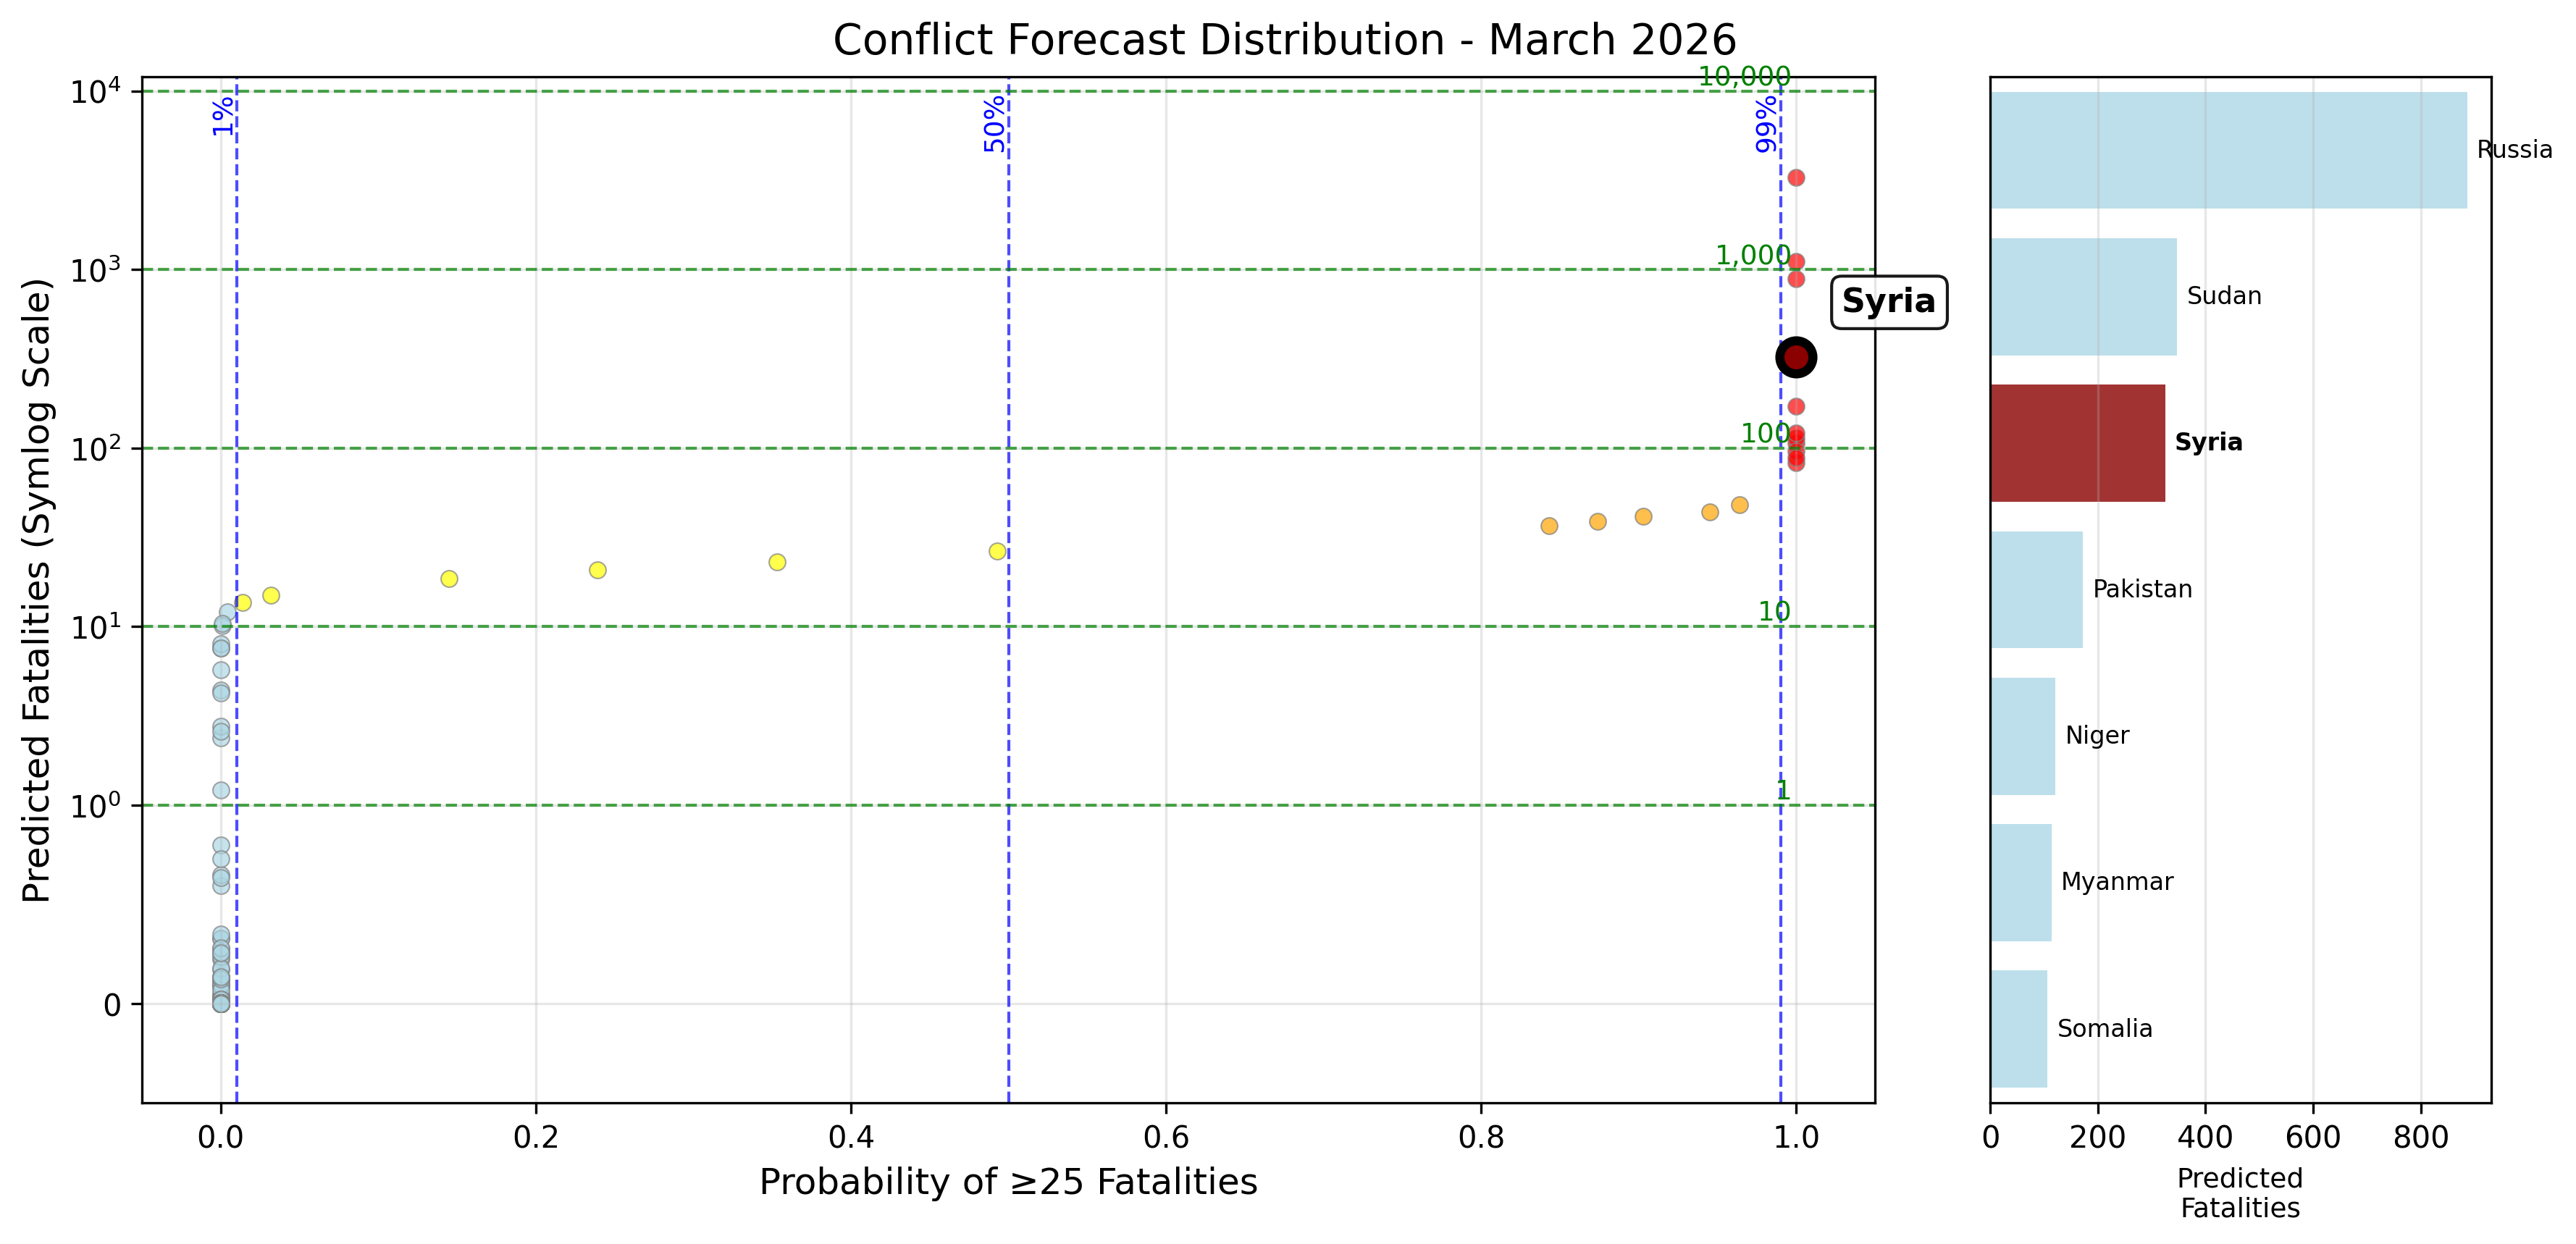 Conflict Forecast Distribution - March 2026
Predicted Fatalities (Symlog Scale)
10⁴
10³
10²
10¹
10⁰
0
1%
50%
99%
10,000
1,000
100
10
1
Syria
0.0
0.2
0.4
0.6
0.8
1.0
Probability of ≥25 Fatalities
Russia
Sudan
Syria
Pakistan
Niger
Myanmar
Somalia
0
200
400
600
800
Predicted
Fatalities